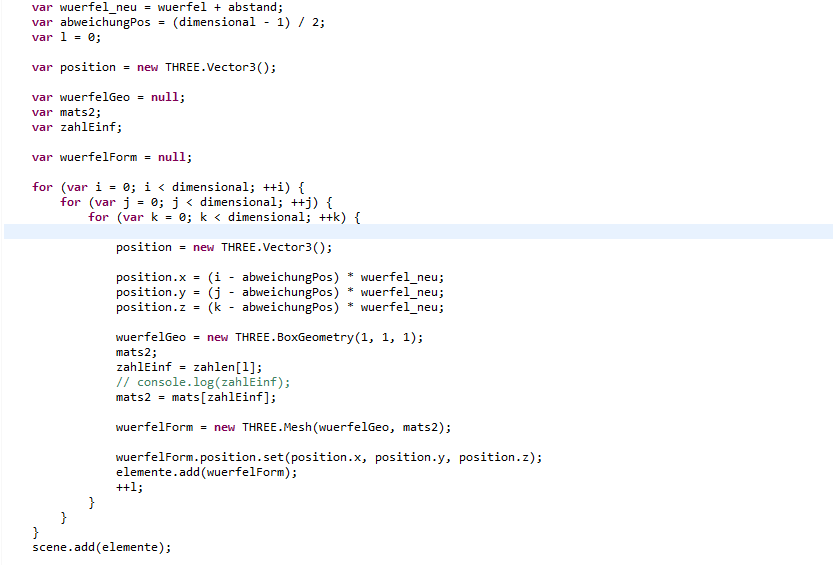 var wuerfel_neu = wuerfel + abstand;
var abweichungPos = (dimensional - 1) / 2;
var l = 0;

var position = new THREE.Vector3();

var wuerfelGeo = null;
var mats2;
var zahlEinf;

var wuerfelForm = null;

for (var i = 0; i < dimensional; ++i) {
    for (var j = 0; j < dimensional; ++j) {
        for (var k = 0; k < dimensional; ++k) {

            position = new THREE.Vector3();

            position.x = (i - abweichungPos) * wuerfel_neu;
            position.y = (j - abweichungPos) * wuerfel_neu;
            position.z = (k - abweichungPos) * wuerfel_neu;

            wuerfelGeo = new THREE.BoxGeometry(1, 1, 1);
            mats2;
            zahlEinf = zahlen[l];
            // console.log(zahlEinf);
            mats2 = mats[zahlEinf];

            wuerfelForm = new THREE.Mesh(wuerfelGeo, mats2);

            wuerfelForm.position.set(position.x, position.y, position.z);
            elemente.add(wuerfelForm);
            ++l;
        }
    }
}
scene.add(elemente);